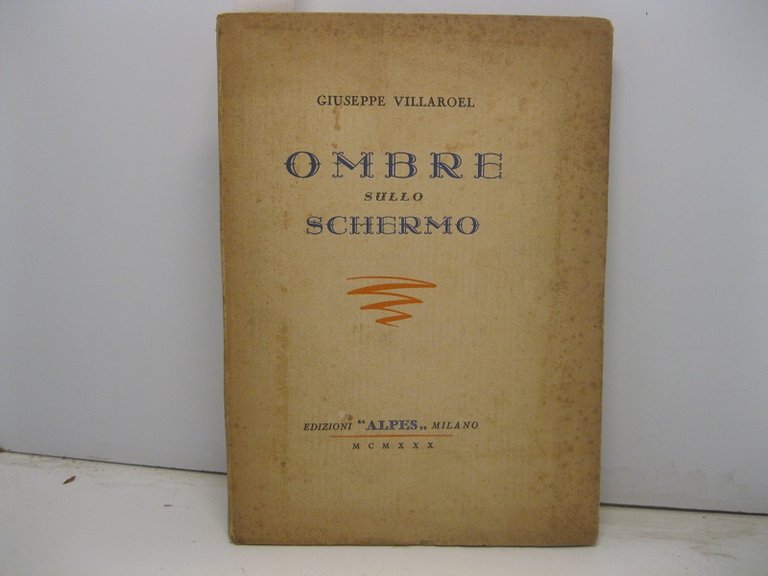 GIUSEPPE VILLAROEL
OMBRE
SULLO
SCHERMO
EDIZIONI “ALPES„ MILANO
MCMXXX